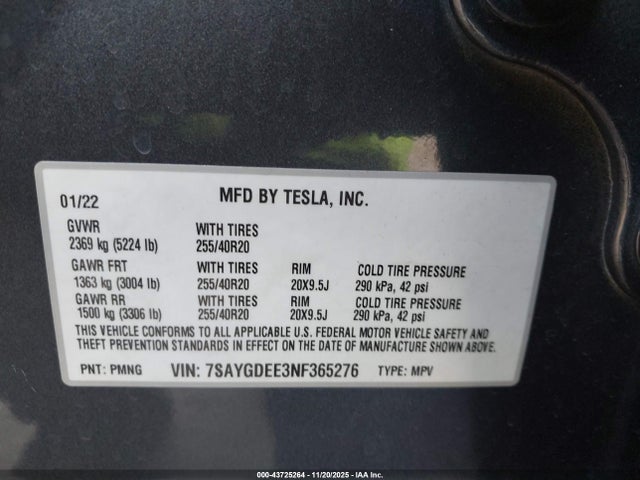 01/22 MFD BY TESLA, INC.
GVWR WITH TIRES
2369 kg (5224 lb) 255/40R20
GAWR FRT WITH TIRES RIM COLD TIRE PRESSURE
1363 kg (3004 lb) 255/40R20 20X9.5J 290 kPa, 42 psi
GAWR RR WITH TIRES RIM COLD TIRE PRESSURE
1500 kg (3306 lb) 255/40R20 20X9.5J 290 kPa, 42 psi
THIS VEHICLE CONFORMS TO ALL APPLICABLE U.S. FEDERAL MOTOR VEHICLE SAFETY AND
THEFT PREVENTION STANDARDS IN EFFECT ON THE DATE OF MANUFACTURE SHOWN ABOVE.
PNT: PMNG VIN: 7SAYGDEE3NF365276 TYPE: MPV
000-43725264 - 11/20/2025 - IAA Inc.